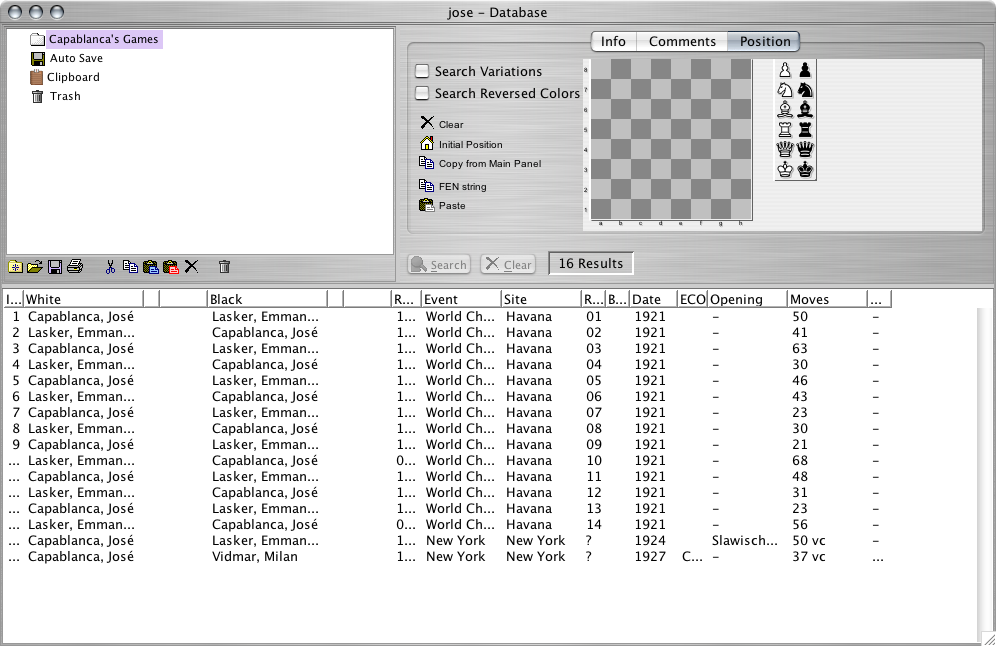 jose – Database
Capablanca's Games
Auto Save
Clipboard
Trash
Info Comments Position
Search Variations
Search Reversed Colors
Clear
Initial Position
Copy from Main Panel
FEN string
Paste
8
7
6
5
4
3
2
1
a b c d e f g h
Search Clear 16 Results
I... White Black R... Event Site R... B... Date ECO Opening Moves ...
1 Capablanca, José Lasker, Emman... 1... World Ch... Havana 01 1921 – 50 –
2 Lasker, Emman... Capablanca, José 1... World Ch... Havana 02 1921 – 41 –
3 Capablanca, José Lasker, Emman... 1... World Ch... Havana 03 1921 – 63 –
4 Lasker, Emman... Capablanca, José 1... World Ch... Havana 04 1921 – 30 –
5 Capablanca, José Lasker, Emman... 1... World Ch... Havana 05 1921 – 46 –
6 Lasker, Emman... Capablanca, José 1... World Ch... Havana 06 1921 – 43 –
7 Capablanca, José Lasker, Emman... 1... World Ch... Havana 07 1921 – 23 –
8 Lasker, Emman... Capablanca, José 1... World Ch... Havana 08 1921 – 30 –
9 Capablanca, José Lasker, Emman... 1... World Ch... Havana 09 1921 – 21 –
... Lasker, Emman... Capablanca, José 0... World Ch... Havana 10 1921 – 68 –
... Capablanca, José Lasker, Emman... 1... World Ch... Havana 11 1921 – 48 –
... Lasker, Emman... Capablanca, José 1... World Ch... Havana 12 1921 – 31 –
... Capablanca, José Lasker, Emman... 1... World Ch... Havana 13 1921 – 23 –
... Lasker, Emman... Capablanca, José 0... World Ch... Havana 14 1921 – 56 –
... Capablanca, José Lasker, Emman... 1... New York New York ? 1924 Slawisch... 50 vc –
... Capablanca, José Vidmar, Milan 1... New York New York ? 1927 C... – 37 vc ...